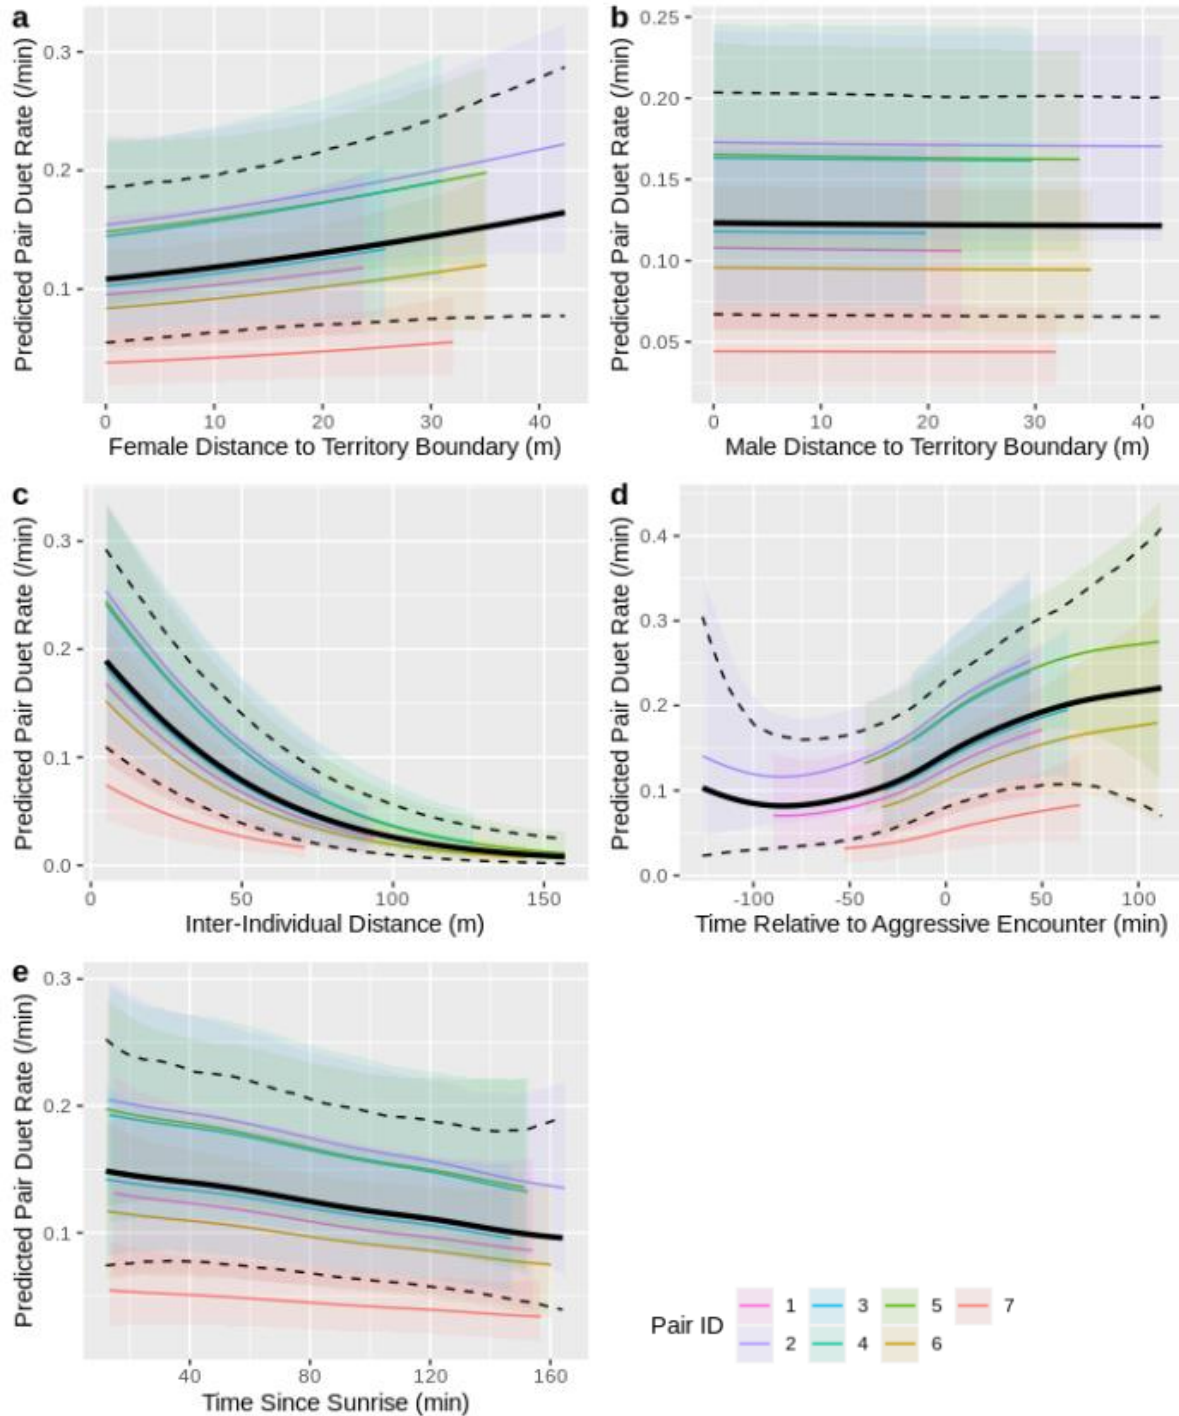 a
Predicted Pair Duet Rate (/min)
0.3
0.2
0.1
0 10 20 30 40
Female Distance to Territory Boundary (m)
b
Predicted Pair Duet Rate (/min)
0.25
0.20
0.15
0.10
0.05
0 10 20 30 40
Male Distance to Territory Boundary (m)
c
Predicted Pair Duet Rate (/min)
0.3
0.2
0.1
0.0
0 50 100 150
Inter-Individual Distance (m)
d
Predicted Pair Duet Rate (/min)
0.4
0.3
0.2
0.1
0.0
-100 -50 0 50 100
Time Relative to Aggressive Encounter (min)
e
Predicted Pair Duet Rate (/min)
0.3
0.2
0.1
40 80 120 160
Time Since Sunrise (min)
Pair ID
1 3 5 7
2 4 6